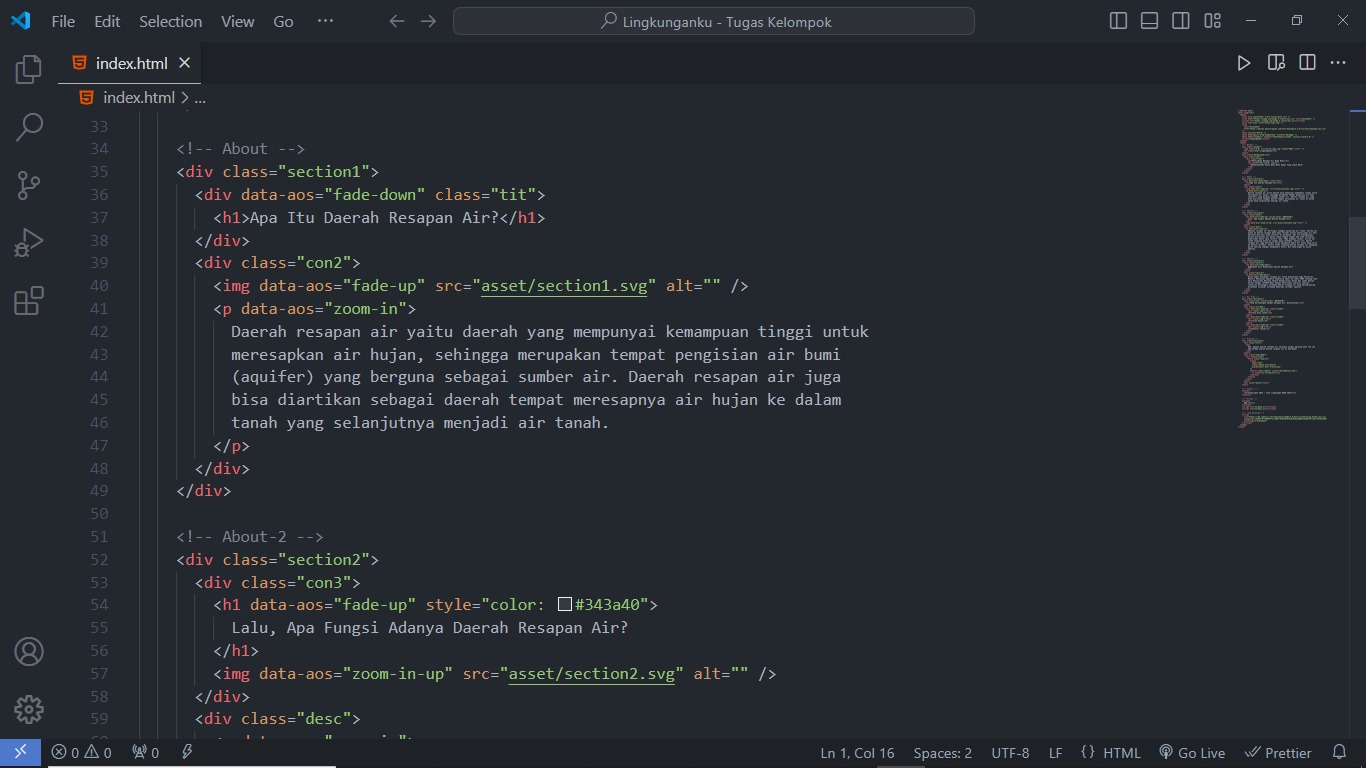 File Edit Selection View Go ··· Lingkunganku - Tugas Kelompok
index.html
index.html > ...
33
34 <!-- About -->
35 <div class="section1">
36 <div data-aos="fade-down" class="tit">
37 <h1>Apa Itu Daerah Resapan Air?</h1>
38 </div>
39 <div class="con2">
40 <img data-aos="fade-up" src="asset/section1.svg" alt="" />
41 <p data-aos="zoom-in">
42 Daerah resapan air yaitu daerah yang mempunyai kemampuan tinggi untuk
43 meresapkan air hujan, sehingga merupakan tempat pengisian air bumi
44 (aquifer) yang berguna sebagai sumber air. Daerah resapan air juga
45 bisa diartikan sebagai daerah tempat meresapnya air hujan ke dalam
46 tanah yang selanjutnya menjadi air tanah.
47 </p>
48 </div>
49 </div>
50
51 <!-- About-2 -->
52 <div class="section2">
53 <div class="con3">
54 <h1 data-aos="fade-up" style="color: #343a40">
55 Lalu, Apa Fungsi Adanya Daerah Resapan Air?
56 </h1>
57 <img data-aos="zoom-in-up" src="asset/section2.svg" alt="" />
58 </div>
59 <div class="desc">
0 0 0 Ln 1, Col 16 Spaces: 2 UTF-8 LF {} HTML Go Live Prettier